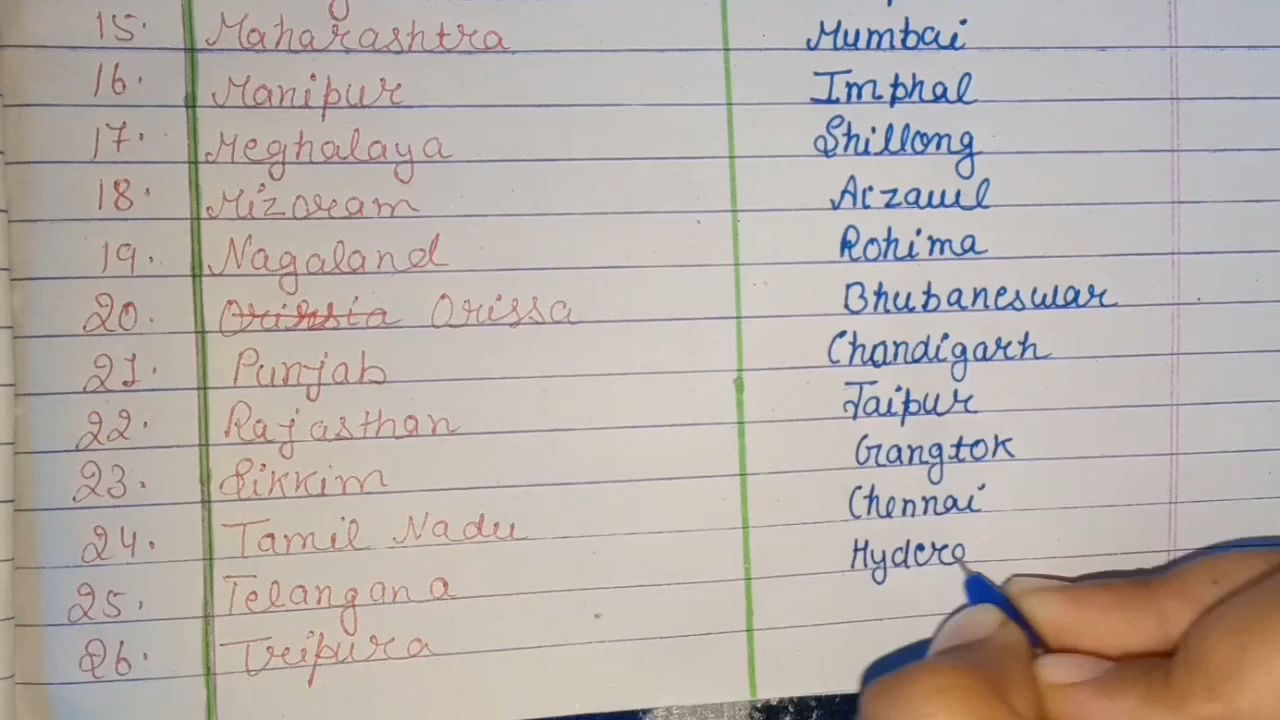 15. Maharashtra Mumbai
16. Manipur Imphal
17. Meghalaya Shillong
18. Mizoram Aizawl
19. Nagaland Kohima
20. Orissa Bhubaneswar
21. Punjab Chandigarh
22. Rajasthan Jaipur
23. Sikkim Gangtok
24. Tamil Nadu Chennai
25. Telangana Hydera
26. Tripura